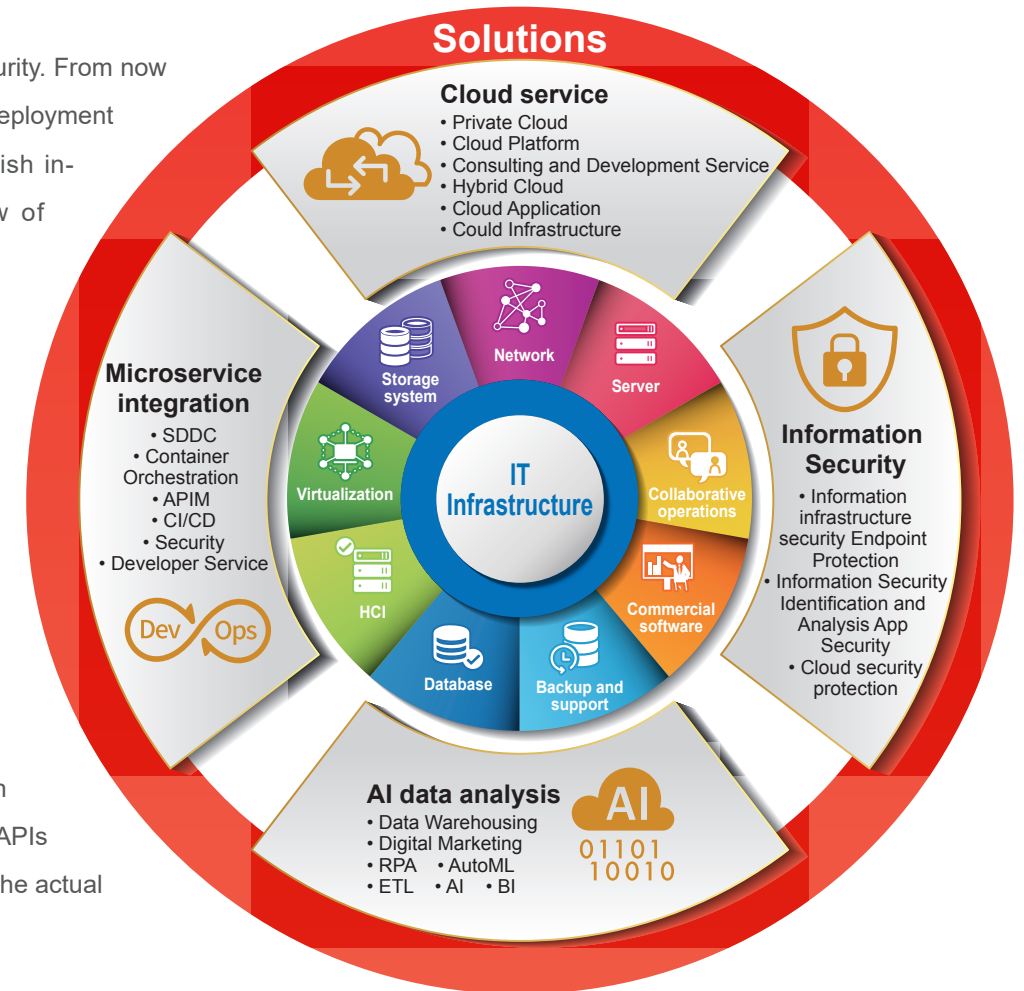 urity. From now
eployment
ish in-
w of
n
APIs
he actual
Solutions
Cloud service
• Private Cloud
• Cloud Platform
• Consulting and Development Service
• Hybrid Cloud
• Cloud Application
• Could Infrastructure
Microservice
integration
• SDDC
• Container
Orchestration
• APIM
• CI/CD
• Security
• Developer Service
Dev Ops
Storage
system
Network
Server
Virtualization
IT
Infrastructure
Collaborative
operations
HCI
Commercial
software
Database
Backup and
support
Information
Security
• Information
infrastructure
security Endpoint
Protection
• Information Security
Identification and
Analysis App
Security
• Cloud security
protection
AI data analysis
• Data Warehousing
• Digital Marketing
• RPA • AutoML
• ETL • AI • BI
AI
01101
10010